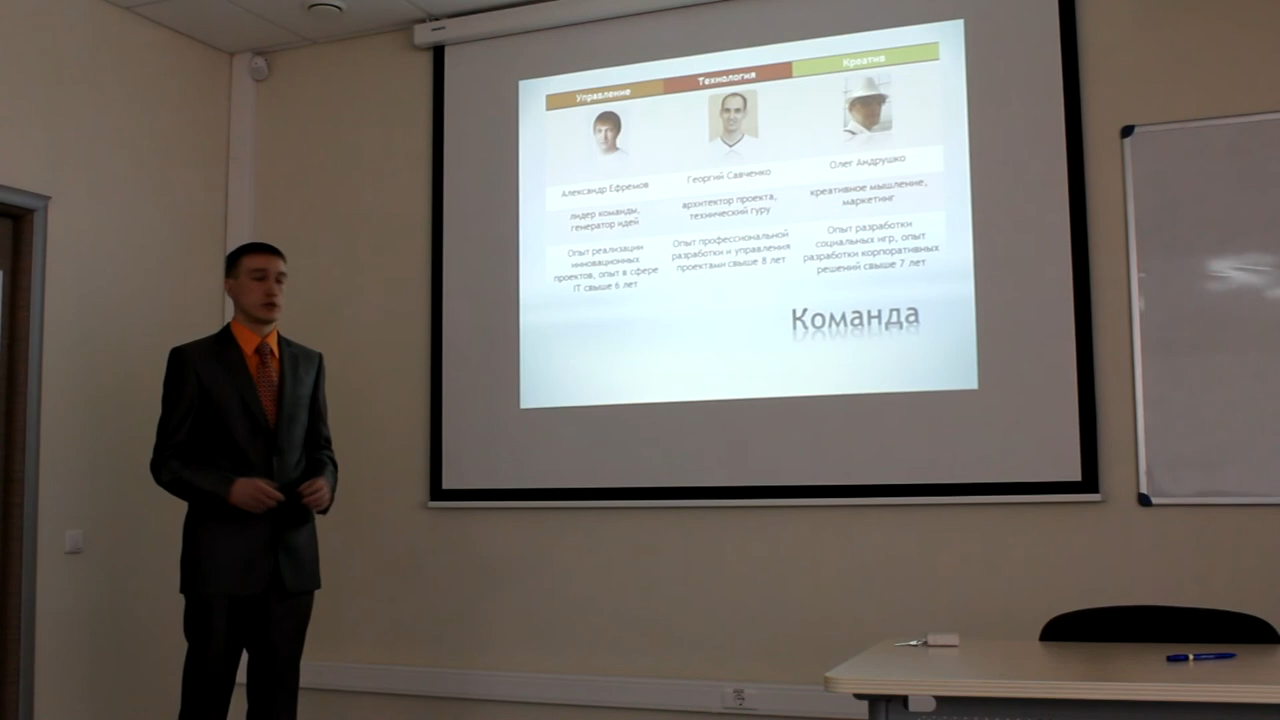 Управление Технология Креатив
Александр Ефремов Георгий Савченко Олег Андрушко
лидер команды,
генератор идей
архитектор проекта,
технический гуру
креативное мышление,
маркетинг
Опыт реализации
инновационных
проектов, опыт в сфере
IT свыше 6 лет
Опыт профессиональной
разработки и управления
проектами свыше 8 лет
Опыт разработки
социальных игр, опыт
разработки корпоративных
решений свыше 7 лет
Команда